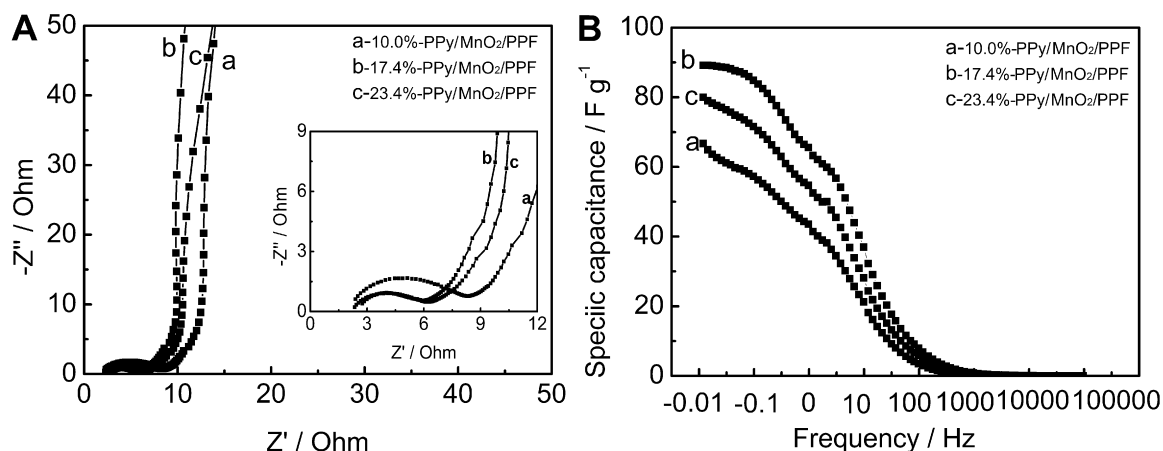 A
50
40
30
20
10
0
-Z'' / Ohm
b
c
a
a-10.0%-PPy/MnO₂/PPF
b-17.4%-PPy/MnO₂/PPF
c-23.4%-PPy/MnO₂/PPF
9
6
3
0
-Z'' / Ohm
b
c
a
0 3 6 9 12
Z' / Ohm
0 10 20 30 40 50
Z' / Ohm
B
100
80
60
40
20
0
Speciic capacitance / F g⁻¹
b
c
a
a-10.0%-PPy/MnO₂/PPF
b-17.4%-PPy/MnO₂/PPF
c-23.4%-PPy/MnO₂/PPF
-0.01 -0.1 0 10 100 1000 10000 100000
Frequency / Hz